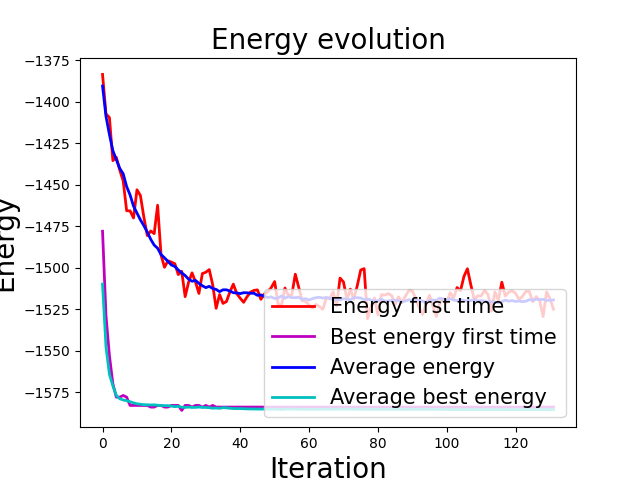 Energy evolution
Energy
−1375
−1400
−1425
−1450
−1475
−1500
−1525
−1550
−1575
Energy first time
Best energy first time
Average energy
Average best energy
0 20 40 60 80 100 120
Iteration